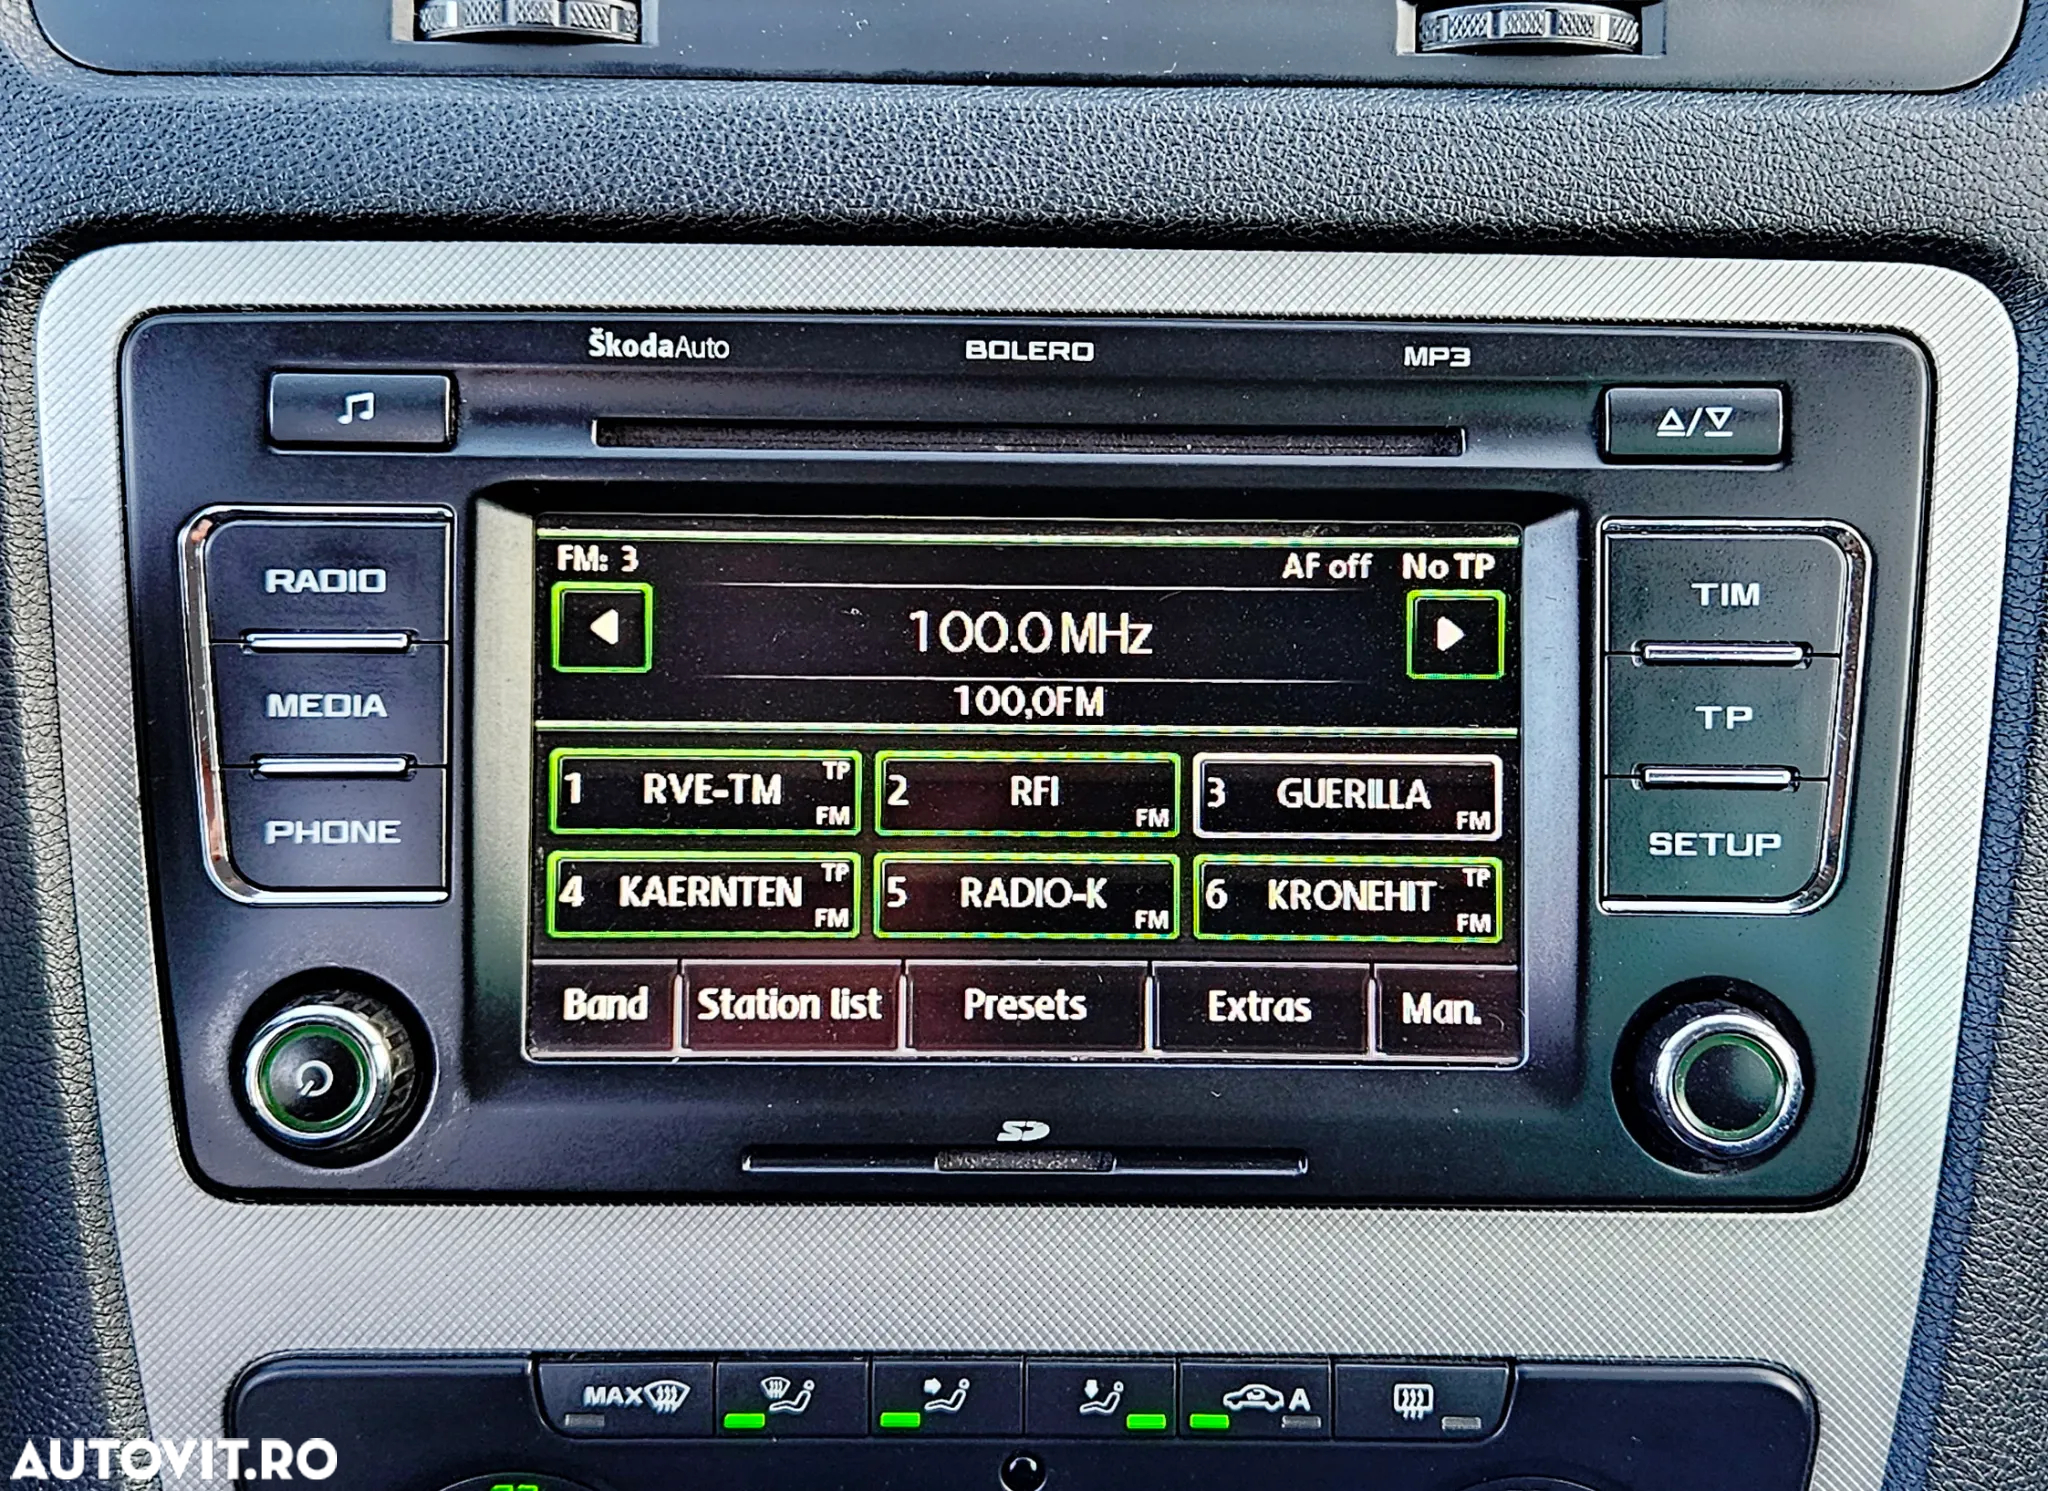 ŠkodaAuto BOLERO MP3
RADIO
MEDIA
PHONE
FM: 3 AF off No TP
100.0 MHz
100,0FM
1 RVE-TM TP FM
2 RFI FM
3 GUERILLA FM
4 KAERNTEN TP FM
5 RADIO-K FM
6 KRONEHIT TP FM
Band Station list Presets Extras Man.
TIM
TP
SETUP
SD
MAX A
AUTOVIT.RO